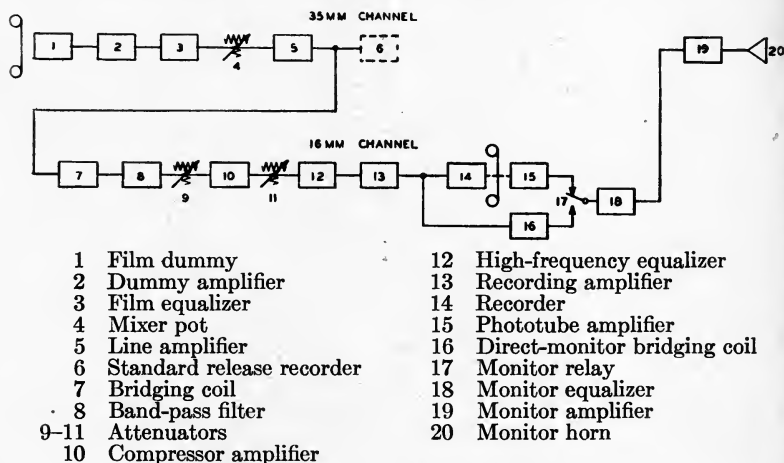 35 MM CHANNEL
1 2 3 4 5 6
19 20
16 MM CHANNEL
7 8 9 10 11 12 13 14 15 16 17 18
1 Film dummy
2 Dummy amplifier
3 Film equalizer
4 Mixer pot
5 Line amplifier
6 Standard release recorder
7 Bridging coil
8 Band-pass filter
9–11 Attenuators
10 Compressor amplifier
12 High-frequency equalizer
13 Recording amplifier
14 Recorder
15 Phototube amplifier
16 Direct-monitor bridging coil
17 Monitor relay
18 Monitor equalizer
19 Monitor amplifier
20 Monitor horn